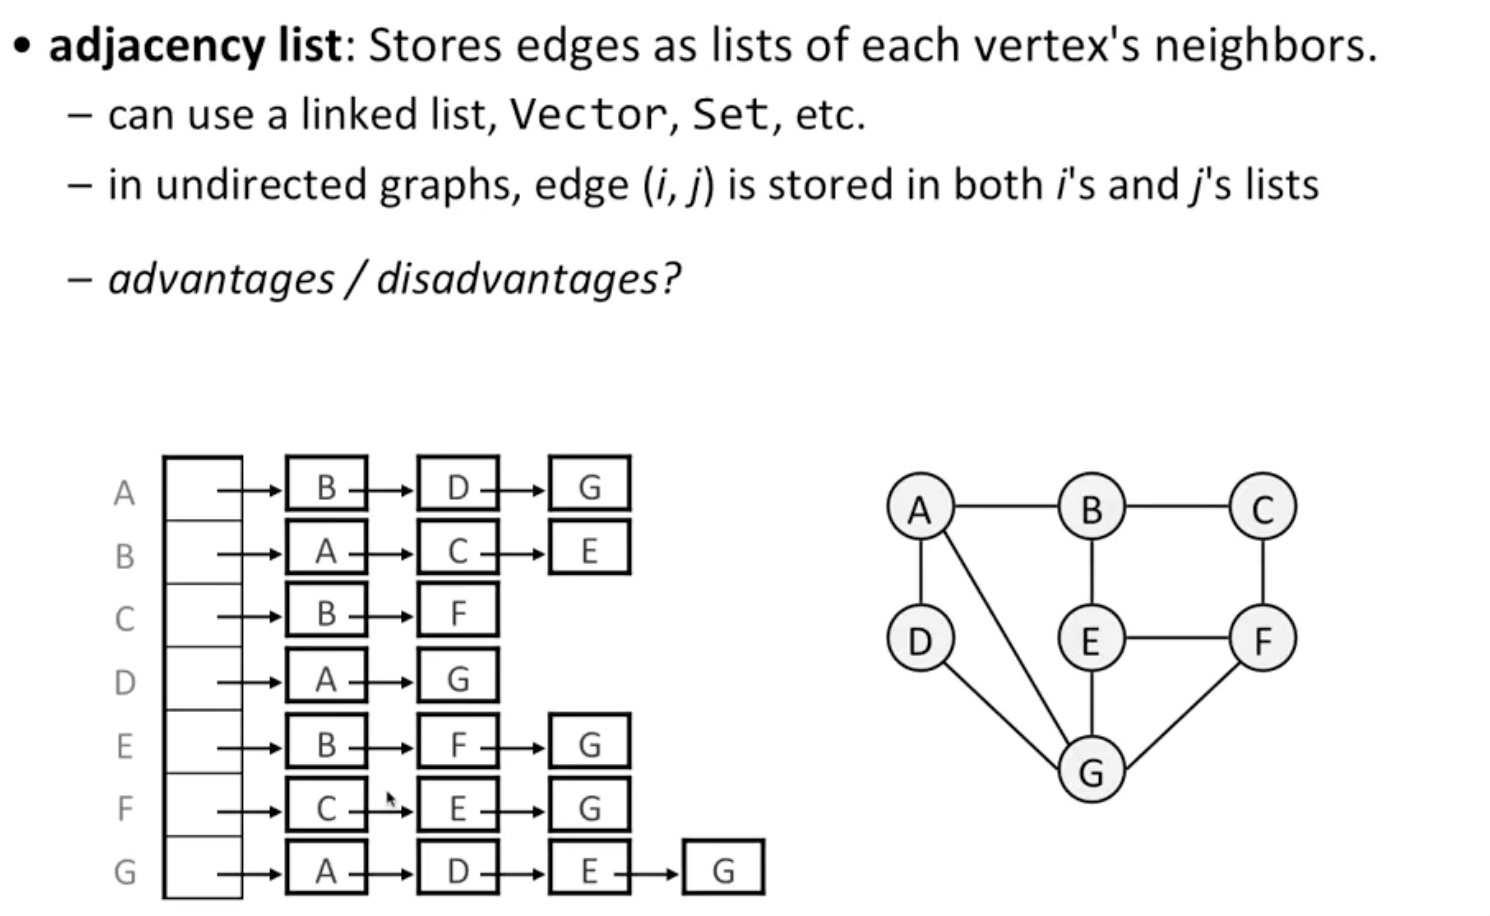 • adjacency list: Stores edges as lists of each vertex's neighbors.
– can use a linked list, Vector, Set, etc.
– in undirected graphs, edge (i, j) is stored in both i's and j's lists
– advantages / disadvantages?
A B D G
B A C E
C B F
D A G
E B F G
F C E G
G A D E G
A B C
D E F
G